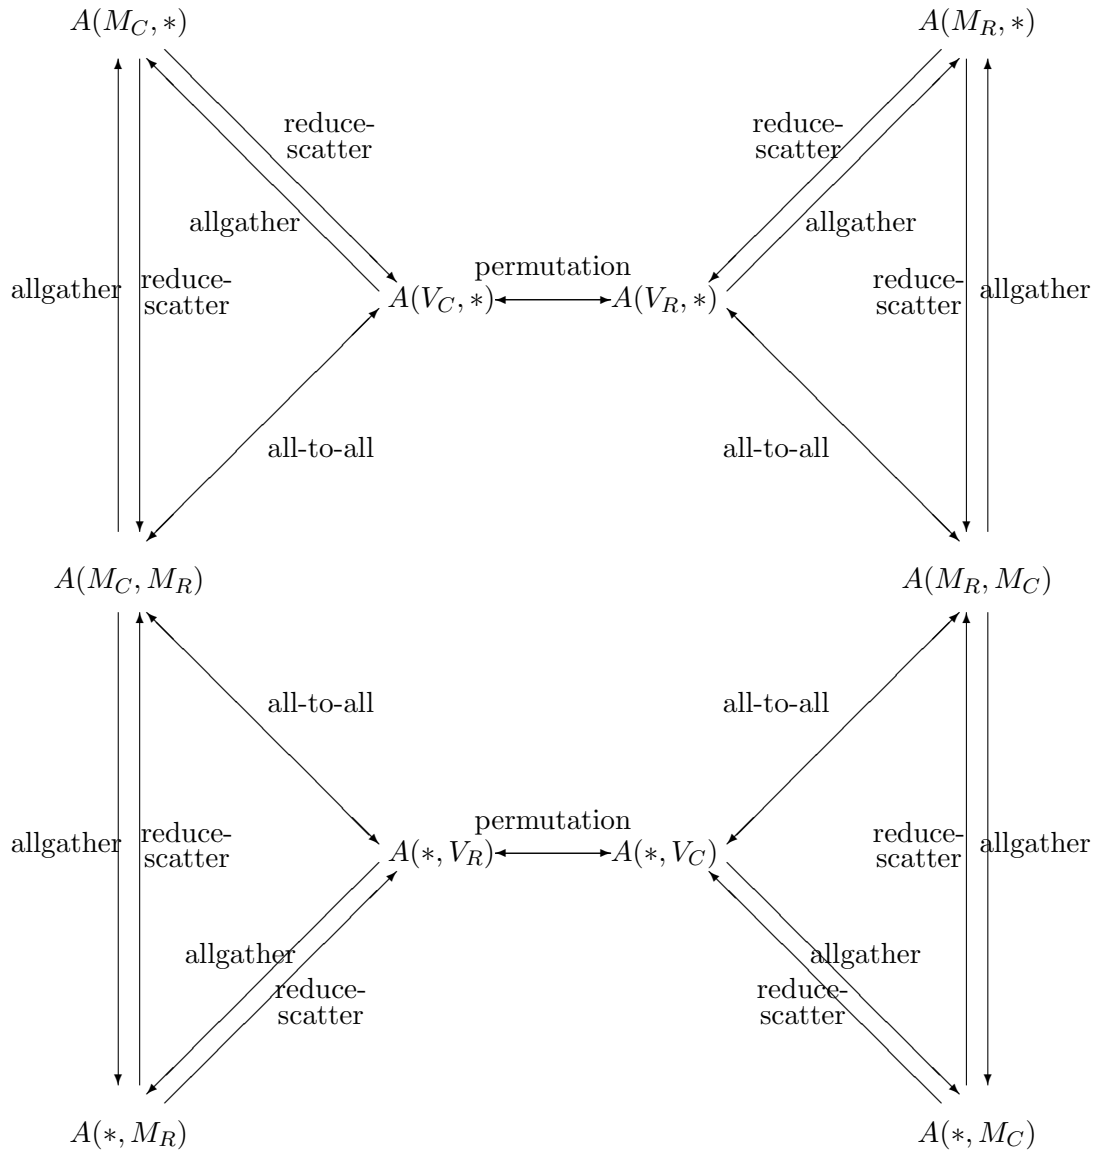 A(M_C, ∗)
A(M_R, ∗)
reduce-
scatter
reduce-
scatter
allgather
allgather
permutation
allgather
reduce-
scatter
A(V_C, ∗)
A(V_R, ∗)
reduce-
scatter
allgather
all-to-all
all-to-all
A(M_C, M_R)
A(M_R, M_C)
all-to-all
all-to-all
permutation
allgather
reduce-
scatter
A(∗, V_R)
A(∗, V_C)
reduce-
scatter
allgather
allgather
allgather
reduce-
scatter
reduce-
scatter
A(∗, M_R)
A(∗, M_C)